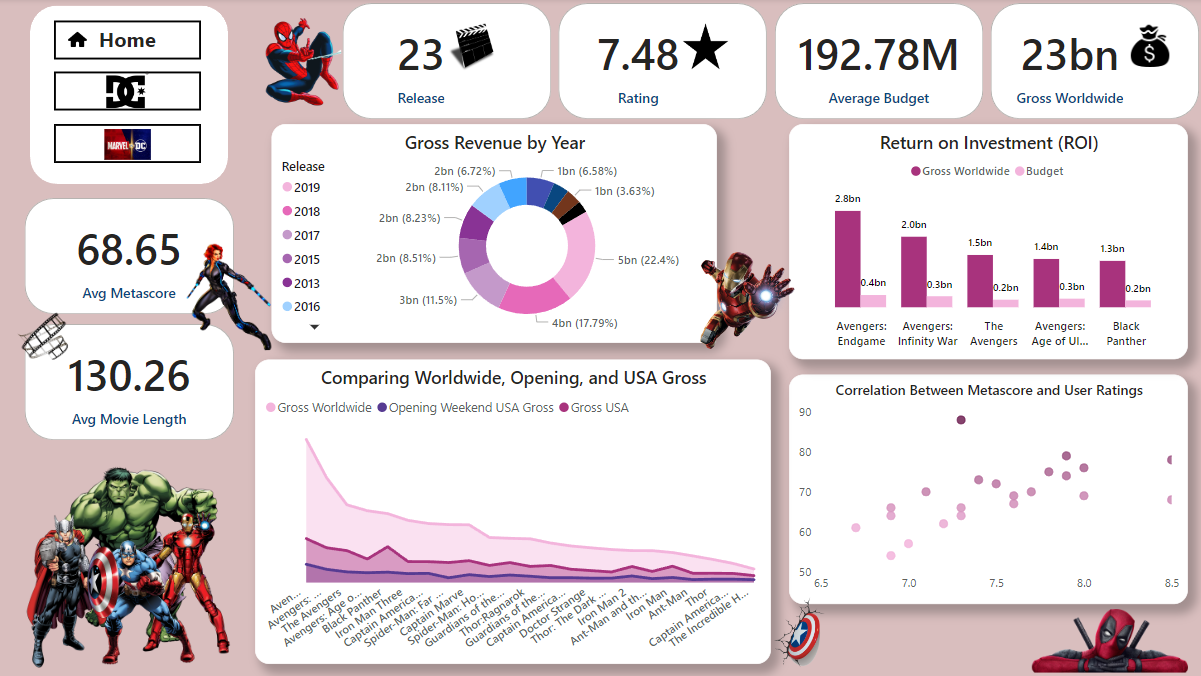 Home
DC
MARVEL DC
23
Release
7.48
Rating
192.78M
Average Budget
23bn
Gross Worldwide
68.65
Avg Metascore
130.26
Avg Movie Length
Gross Revenue by Year
Release
2019
2018
2017
2015
2013
2016
2bn (6.72%)
1bn (6.58%)
2bn (8.11%)
1bn (3.63%)
2bn (8.23%)
2bn (8.51%)
5bn (22.4%)
3bn (11.5%)
4bn (17.79%)
Return on Investment (ROI)
Gross Worldwide Budget
2.8bn
2.0bn
1.5bn
1.4bn
1.3bn
0.4bn
0.3bn
0.2bn
0.3bn
0.2bn
Avengers:
Endgame
Avengers:
Infinity War
The
Avengers
Avengers:
Age of Ul...
Black
Panther
Comparing Worldwide, Opening, and USA Gross
Gross Worldwide Opening Weekend USA Gross Gross USA
Aven...
Avengers: ...
The Avengers
Avengers: Age o...
Black Panther
Iron Man Three
Captain America...
Spider-Man: Far ...
Captain Marve...
Spider-Man: Ho...
Guardians of the...
Thor:Ragnarok
Guardians of the...
Captain America...
Doctor Strange
Thor: The Dark ...
Iron Man 2
Ant-Man and th...
Iron Man
Ant-Man
Thor
Captain America...
The Incredible H...
Correlation Between Metascore and User Ratings
90
80
70
60
50
6.5
7.0
7.5
8.0
8.5